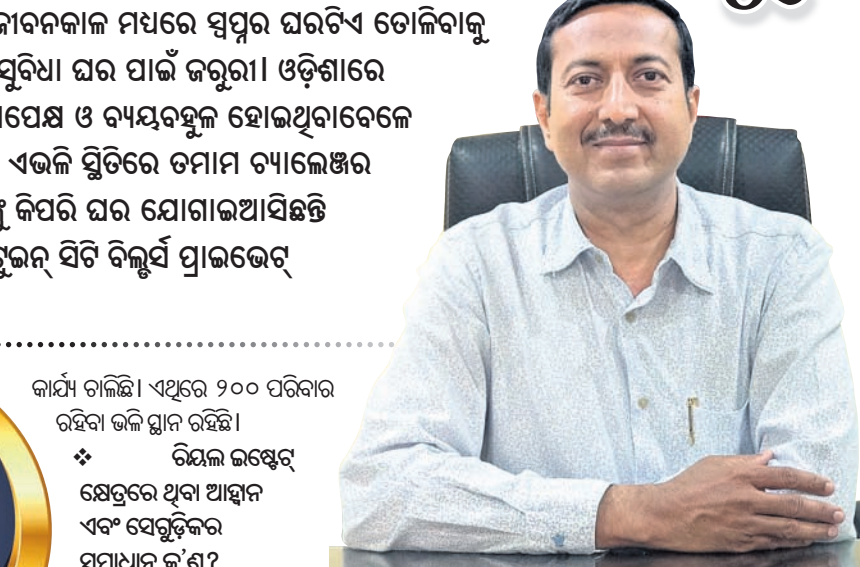 ଜୀବନକାଳ ମଧ୍ୟରେ ସ୍ୱପ୍ନର ଘରଟିଏ ତୋଳିବାକୁ
ସୁବିଧା ଘର ପାଇଁ ଜରୁରୀ। ଓଡ଼ିଶାରେ
ଓ ବ୍ୟୟବହୁଳ ହୋଇଥିବାବେଳେ
ଏଭଳି ସ୍ଥିତିରେ ତମାମ ଚ୍ୟାଲେଞ୍ଜର
କିପରି ଘର ଯୋଗାଇଆସିଛନ୍ତି
ଟୁଇନ୍ ସିଟି ବିଲ୍ଡର୍ସ ପ୍ରାଇଭେଟ୍
କାର୍ଯ୍ୟ ଚାଲିଛି। ଏଥିରେ ୨୦୦ ପରିବାର
ରହିବା ଭଳି ସ୍ଥାନ ରହିଛି।
❖ ରିୟଲ ଇଷ୍ଟେଟ୍
କ୍ଷେତ୍ରରେ ଥିବା ଆହ୍ୱାନ
ଏବଂ ସେଗୁଡ଼ିକର
ସମାଧାନ କ'ଣ?